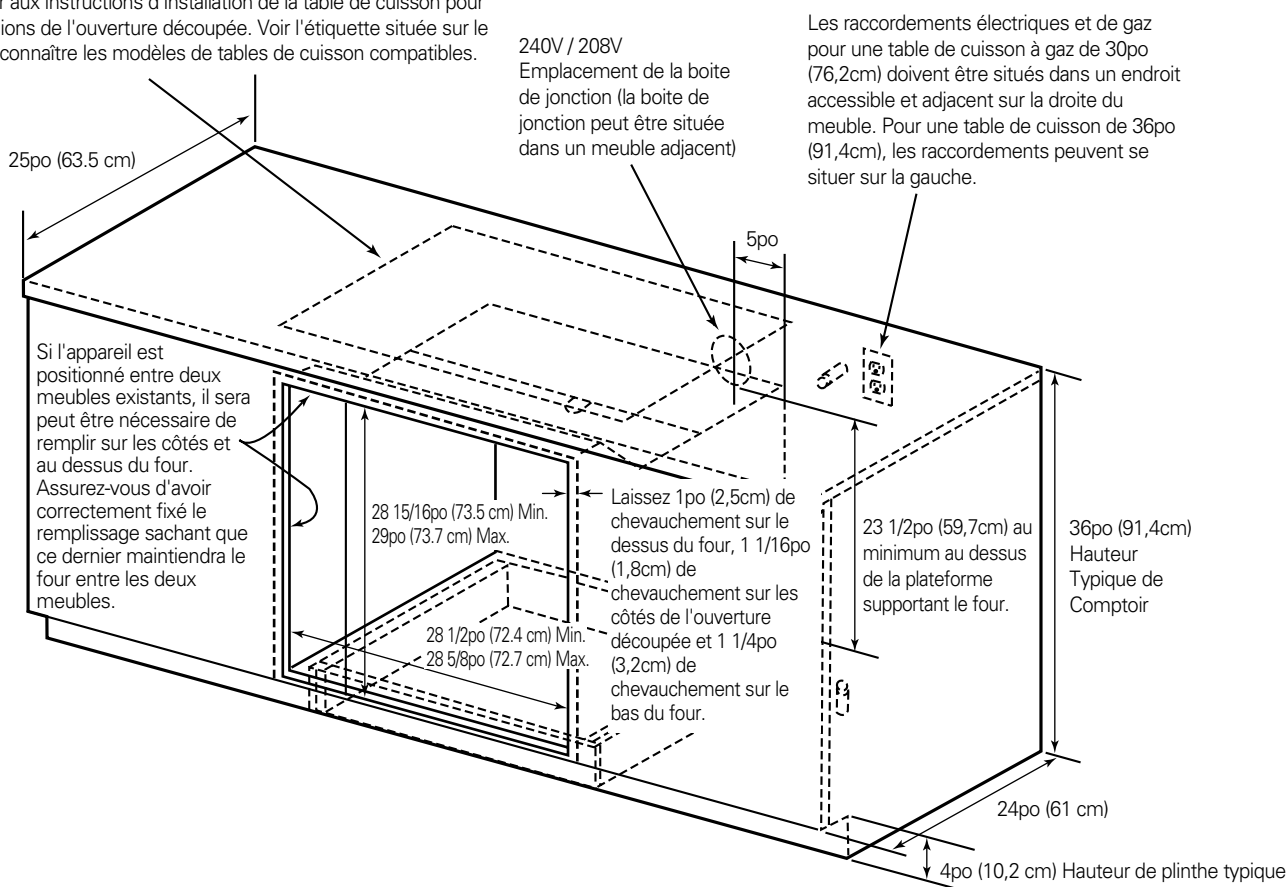 aux instructions d'installation de la table de cuisson pour
de l'ouverture découpée. Voir l'étiquette située sur le
connaître les modèles de tables de cuisson compatibles.
240V / 208V
Emplacement de la boite
de jonction (la boite de
jonction peut être située
dans un meuble adjacent)
Les raccordements électriques et de gaz
pour une table de cuisson à gaz de 30po
(76,2cm) doivent être situés dans un endroit
accessible et adjacent sur la droite du
meuble. Pour une table de cuisson de 36po
(91,4cm), les raccordements peuvent se
situer sur la gauche.
25po (63.5 cm)
5po
Si l'appareil est
positionné entre deux
meubles existants, il sera
peut être nécessaire de
remplir sur les côtés et
au dessus du four.
Assurez-vous d'avoir
correctement fixé le
remplissage sachant que
ce dernier maintiendra le
four entre les deux
meubles.
28 15/16po (73.5 cm) Min.
29po (73.7 cm) Max.
28 1/2po (72.4 cm) Min.
28 5/8po (72.7 cm) Max.
Laissez 1po (2,5cm) de
chevauchement sur le
dessus du four, 1 1/16po
(1,8cm) de
chevauchement sur les
côtés de l'ouverture
découpée et 1 1/4po
(3,2cm) de
chevauchement sur le
bas du four.
23 1/2po (59,7cm) au
minimum au dessus
de la plateforme
supportant le four.
36po (91,4cm)
Hauteur
Typique de
Comptoir
24po (61 cm)
4po (10,2 cm) Hauteur de plinthe typique